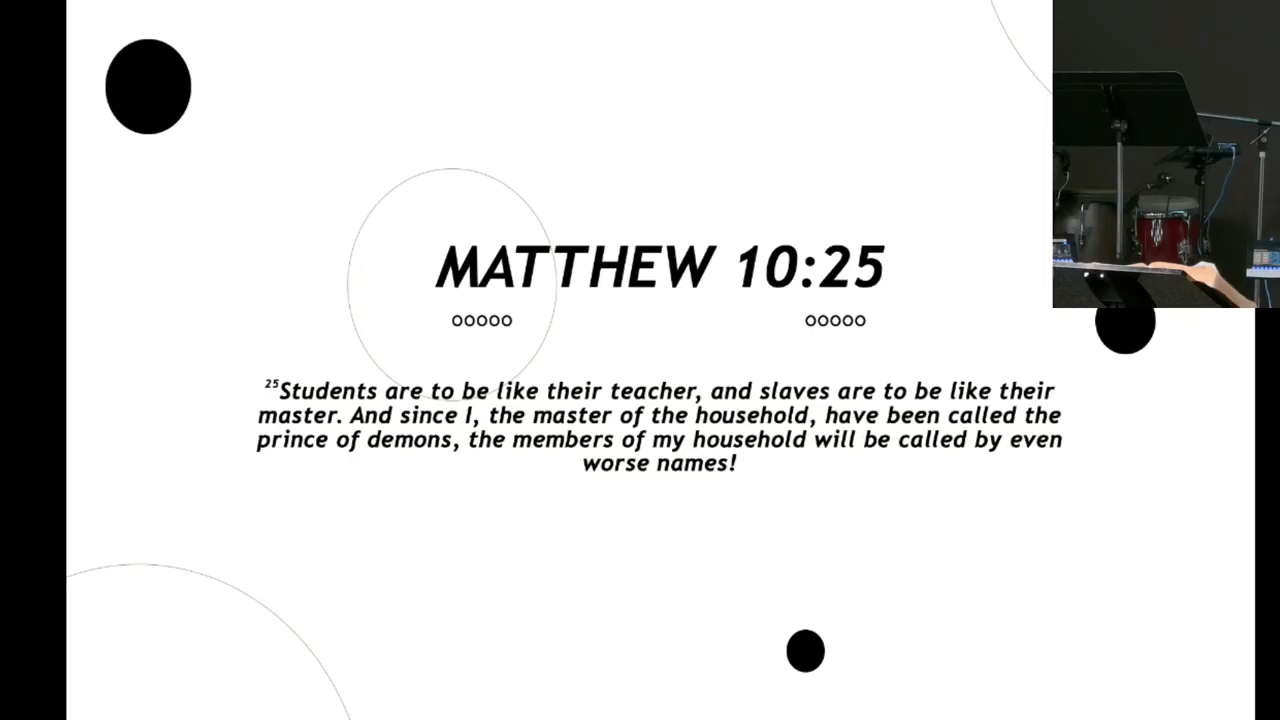 MATTHEW 10:25
ooooo ooooo
25Students are to be like their teacher, and slaves are to be like their
master. And since I, the master of the household, have been called the
prince of demons, the members of my household will be called by even
worse names!